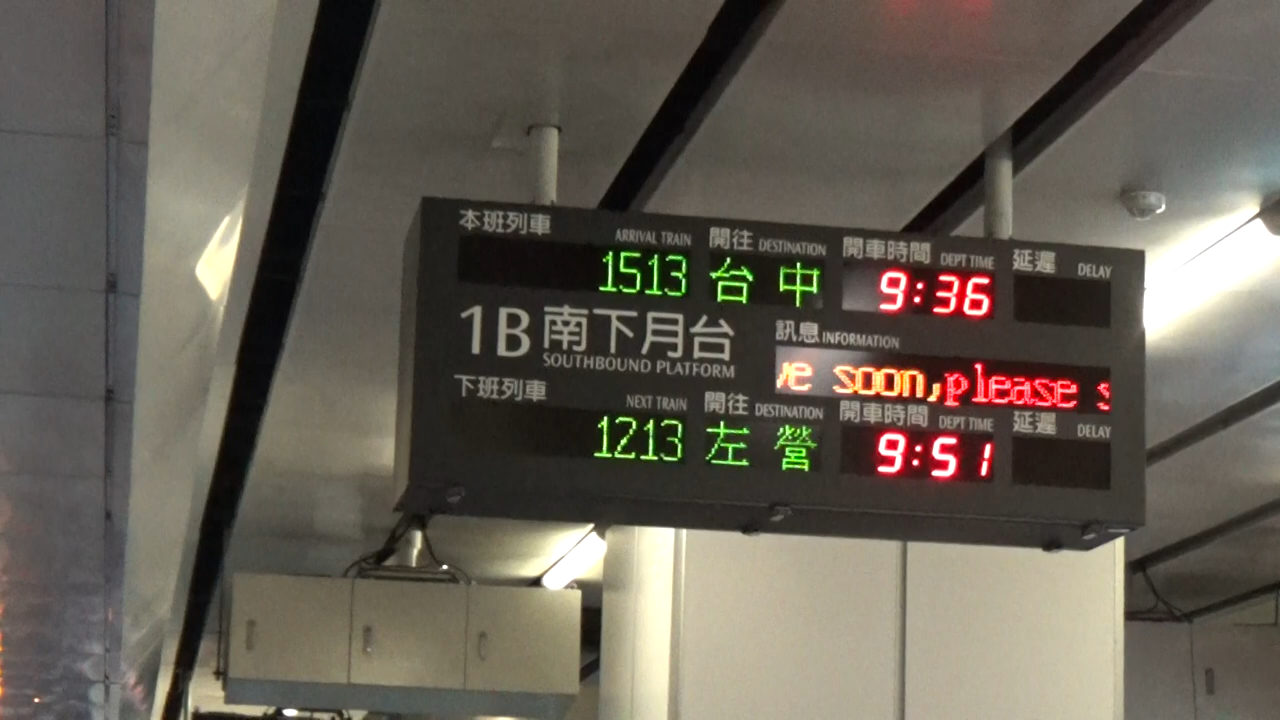 本班列車 ARRIVAL TRAIN 開往 DESTINATION 開車時間 DEPT TIME 延遲 DELAY
1513 台中 9:36
1B 南下月台 訊息 INFORMATION
SOUTHBOUND PLATFORM soon,please
下班列車 NEXT TRAIN 開往 DESTINATION 開車時間 DEPT TIME 延遲 DELAY
1213 左營 9:51